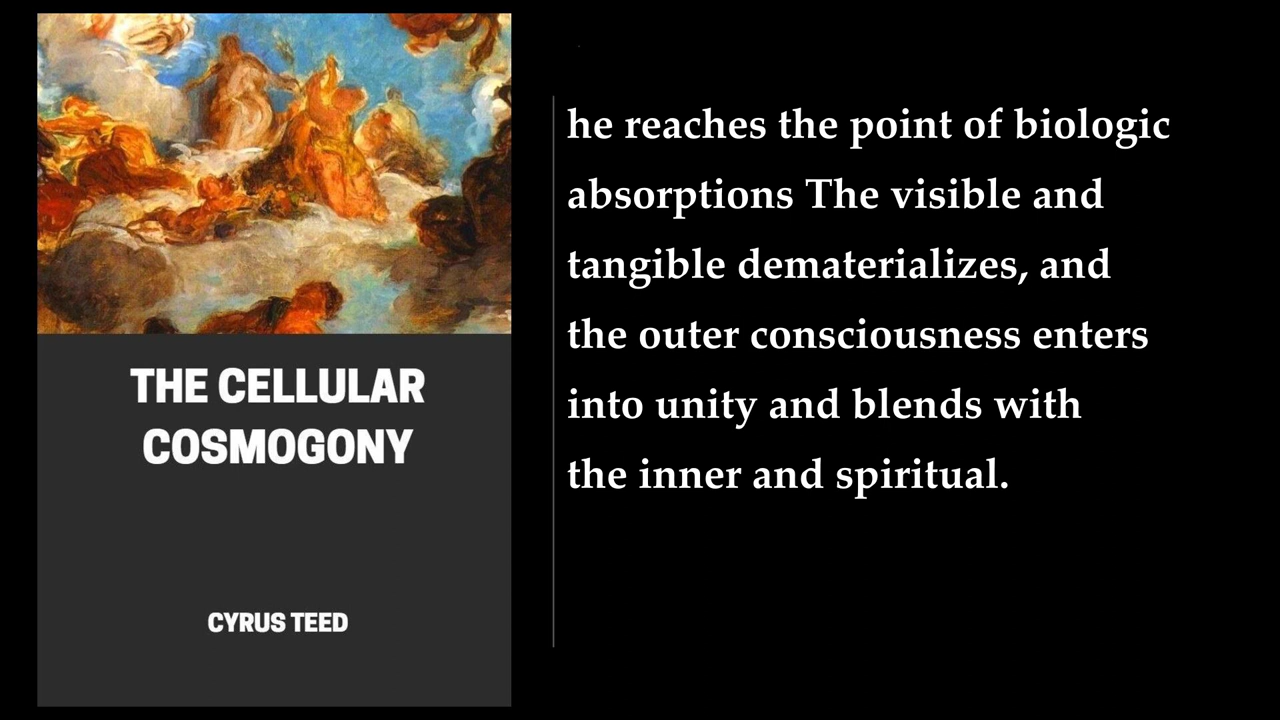 THE CELLULAR
COSMOGONY
CYRUS TEED
he reaches the point of biologic
absorptions The visible and
tangible dematerializes, and
the outer consciousness enters
into unity and blends with
the inner and spiritual.